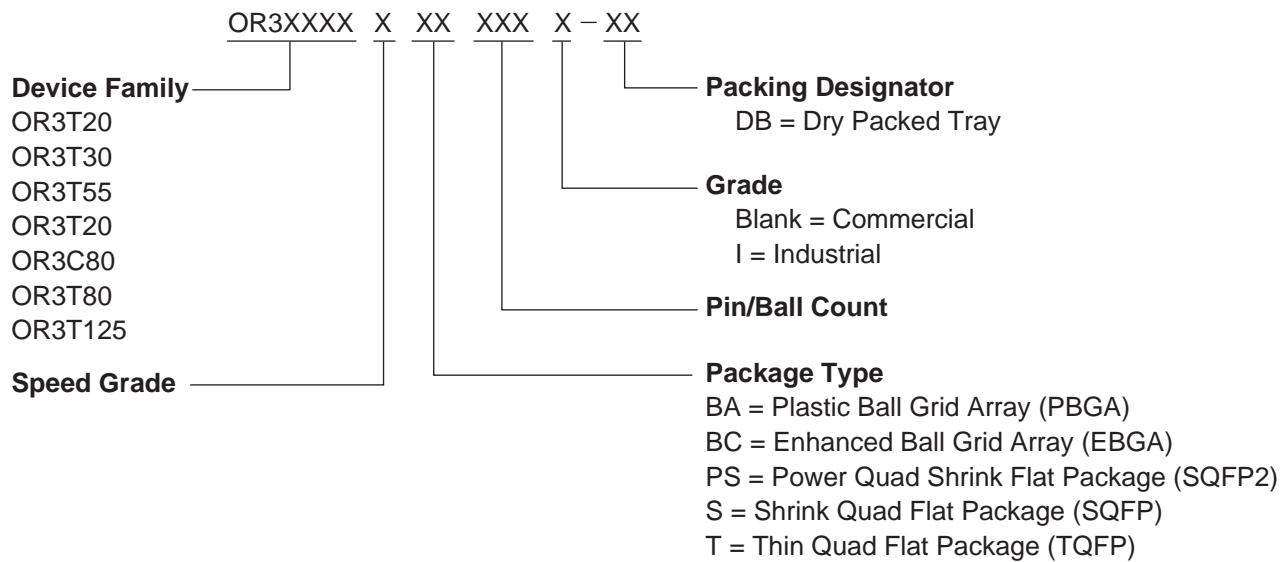 OR3XXXX X XX XXX X – XX
Device Family
OR3T20
OR3T30
OR3T55
OR3T20
OR3C80
OR3T80
OR3T125
Speed Grade
Packing Designator
DB = Dry Packed Tray
Grade
Blank = Commercial
I = Industrial
Pin/Ball Count
Package Type
BA = Plastic Ball Grid Array (PBGA)
BC = Enhanced Ball Grid Array (EBGA)
PS = Power Quad Shrink Flat Package (SQFP2)
S = Shrink Quad Flat Package (SQFP)
T = Thin Quad Flat Package (TQFP)